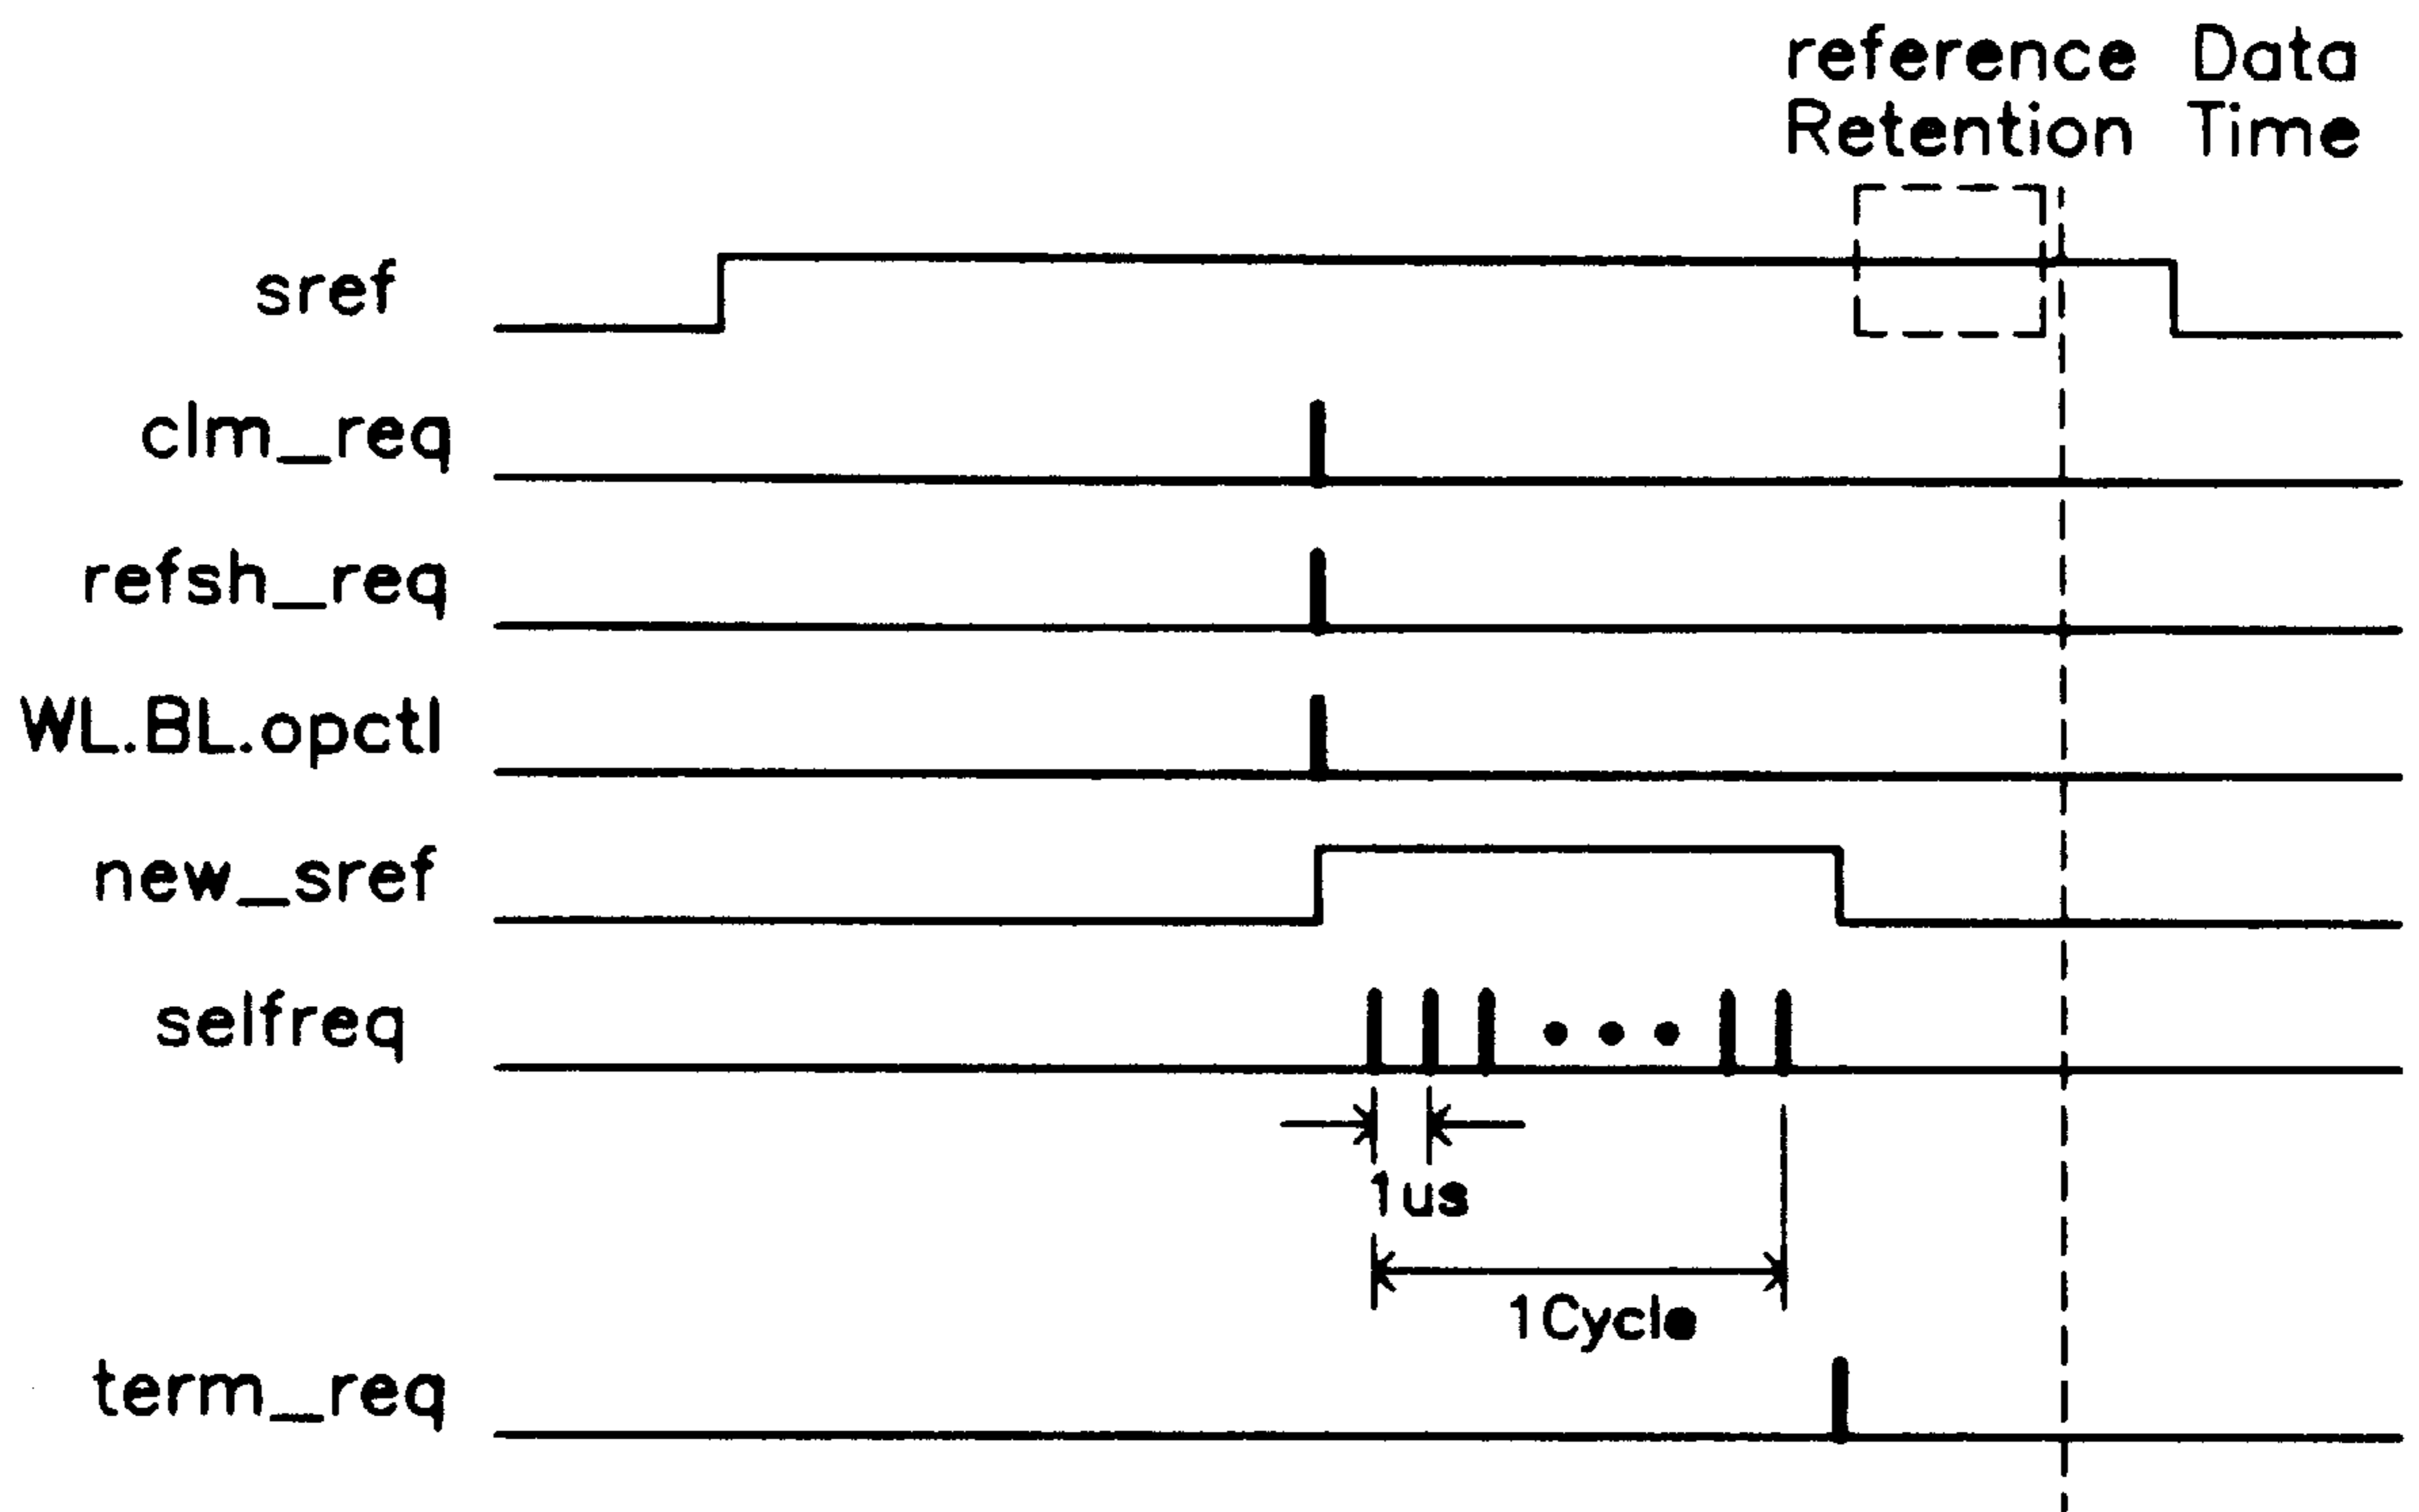 reference Data
Retention Time
sref
clm_req
refsh_req
WL.BL.opctl
new_sref
selfreq
1us
1Cycle
term_req